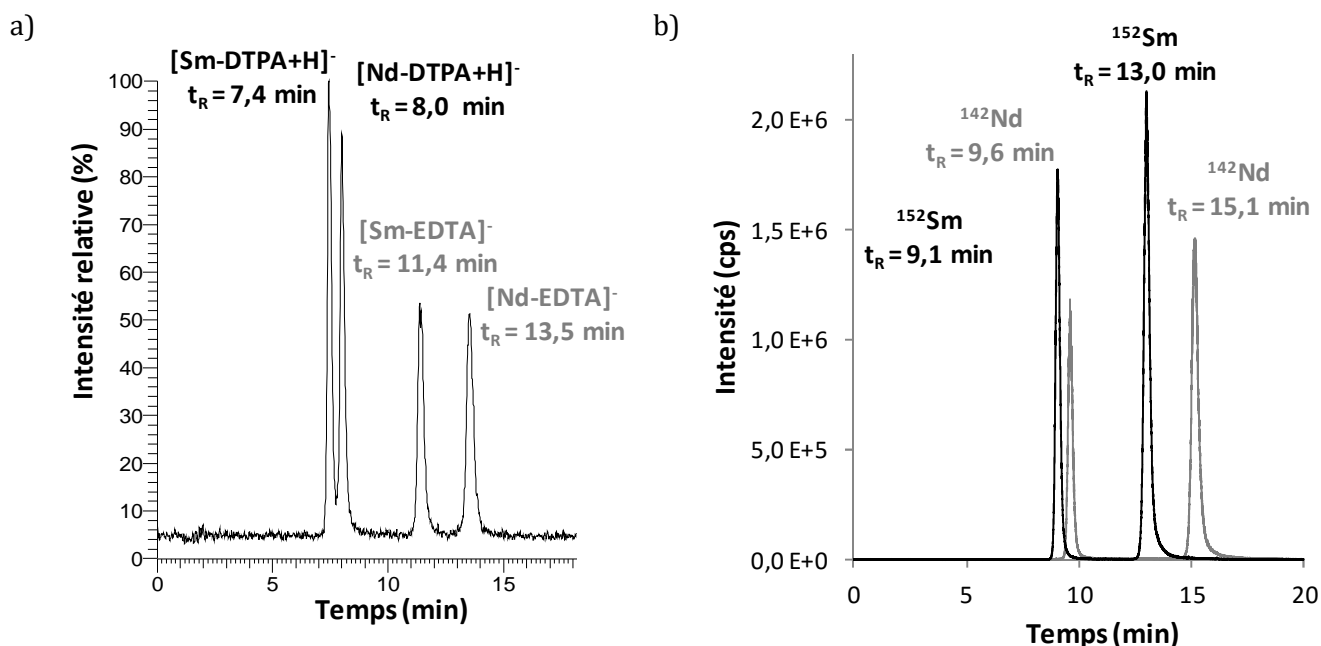 a)
[Sm-DTPA+H]-
tR = 7,4 min
[Nd-DTPA+H]-
tR = 8,0 min
[Sm-EDTA]-
tR = 11,4 min
[Nd-EDTA]-
tR = 13,5 min
Intensité relative (%)
100
90
80
70
60
50
40
30
20
10
0
0
5
10
15
Temps (min)
b)
152Sm
tR = 13,0 min
142Nd
tR = 9,6 min
142Nd
tR = 15,1 min
152Sm
tR = 9,1 min
Intensité (cps)
2,0 E+6
1,5 E+6
1,0 E+6
5,0 E+5
0,0 E+0
0
5
10
15
20
Temps (min)